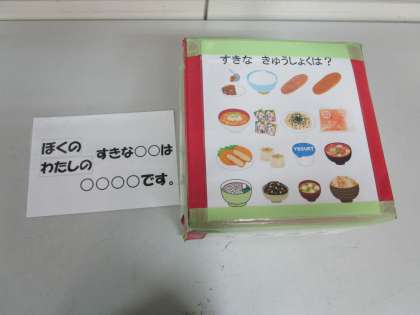 すきな きゅうしょくは?
YOGURT
ぼくの
わたしの すきな○○は
○○○○です。